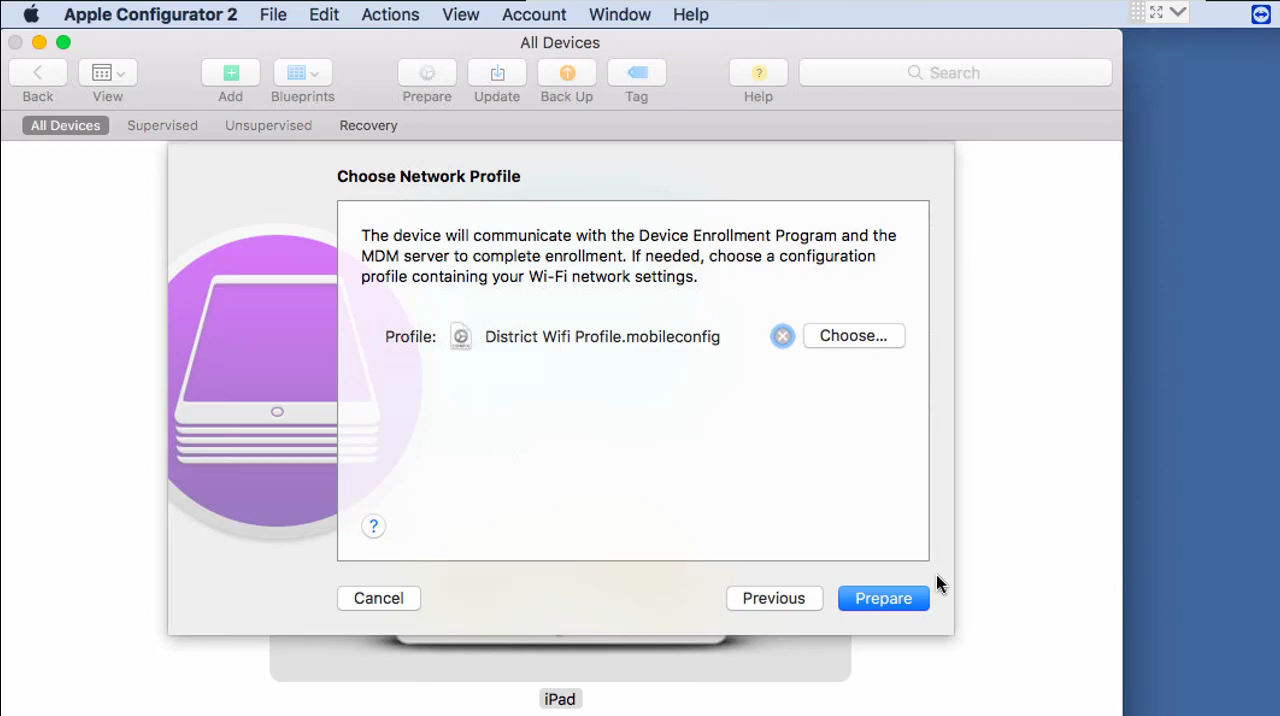 Apple Configurator 2 File Edit Actions View Account Window Help
All Devices
Search
Back View Add Blueprints Prepare Update Back Up Tag Help
All Devices Supervised Unsupervised Recovery
Choose Network Profile
The device will communicate with the Device Enrollment Program and the
MDM server to complete enrollment. If needed, choose a configuration
profile containing your Wi-Fi network settings.
Profile: District Wifi Profile.mobileconfig Choose...
?
Cancel Previous Prepare
iPad